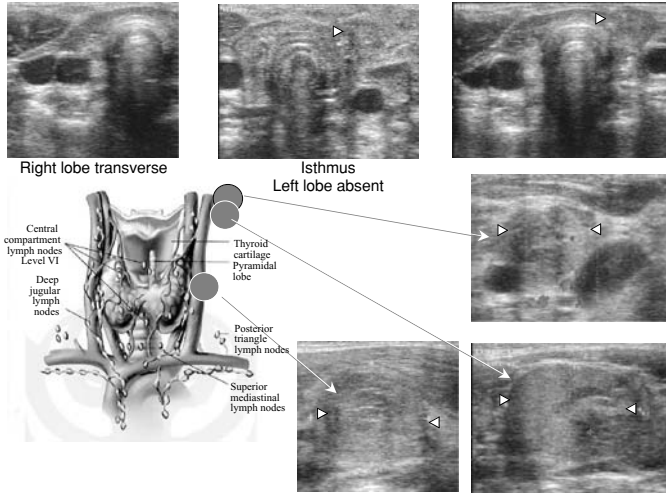 Right lobe transverse
Isthmus
Left lobe absent
Central
compartment
lymph nodes
Level VI
Deep
jugular
lymph
nodes
Thyroid
cartilage
Pyramidal
lobe
Posterior
triangle
lymph nodes
Superior
mediastinal
lymph nodes